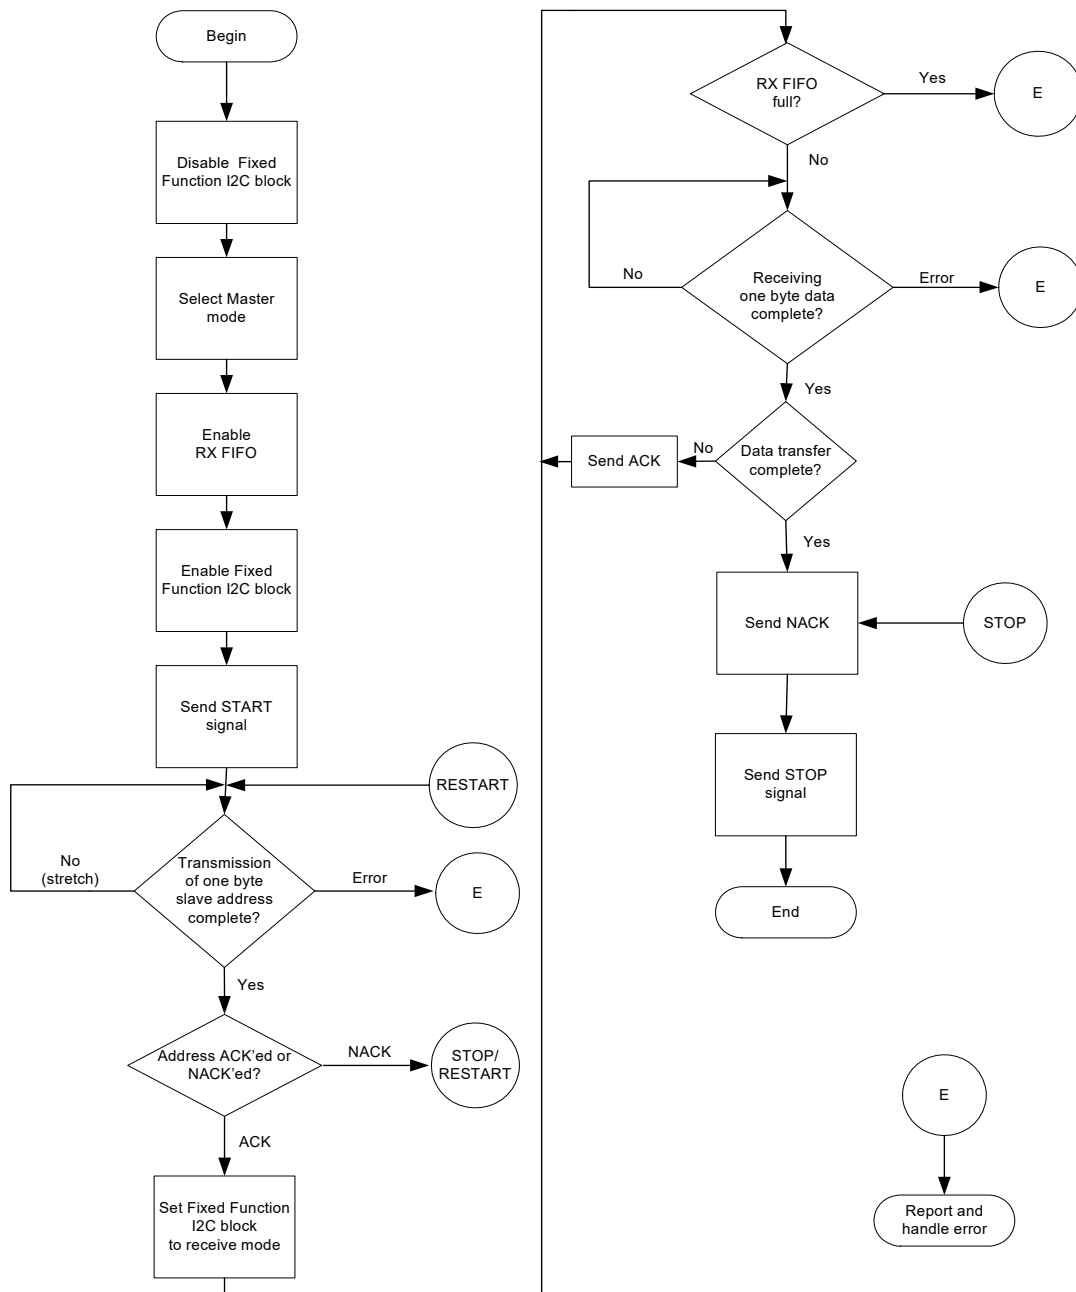 Begin
Disable Fixed
Function I2C block
Select Master
mode
Enable
RX FIFO
Enable Fixed
Function I2C block
Send START
signal
RESTART
No
(stretch)
Transmission
of one byte
slave address
complete?
Error
E
Yes
Address ACK'ed or
NACK'ed?
NACK
STOP/
RESTART
ACK
Set Fixed Function
I2C block
to receive mode
RX FIFO
full?
Yes
E
No
No
Receiving
one byte data
complete?
Error
E
Yes
Send ACK
No
Data transfer
complete?
Yes
Send NACK
STOP
Send STOP
signal
End
E
Report and
handle error